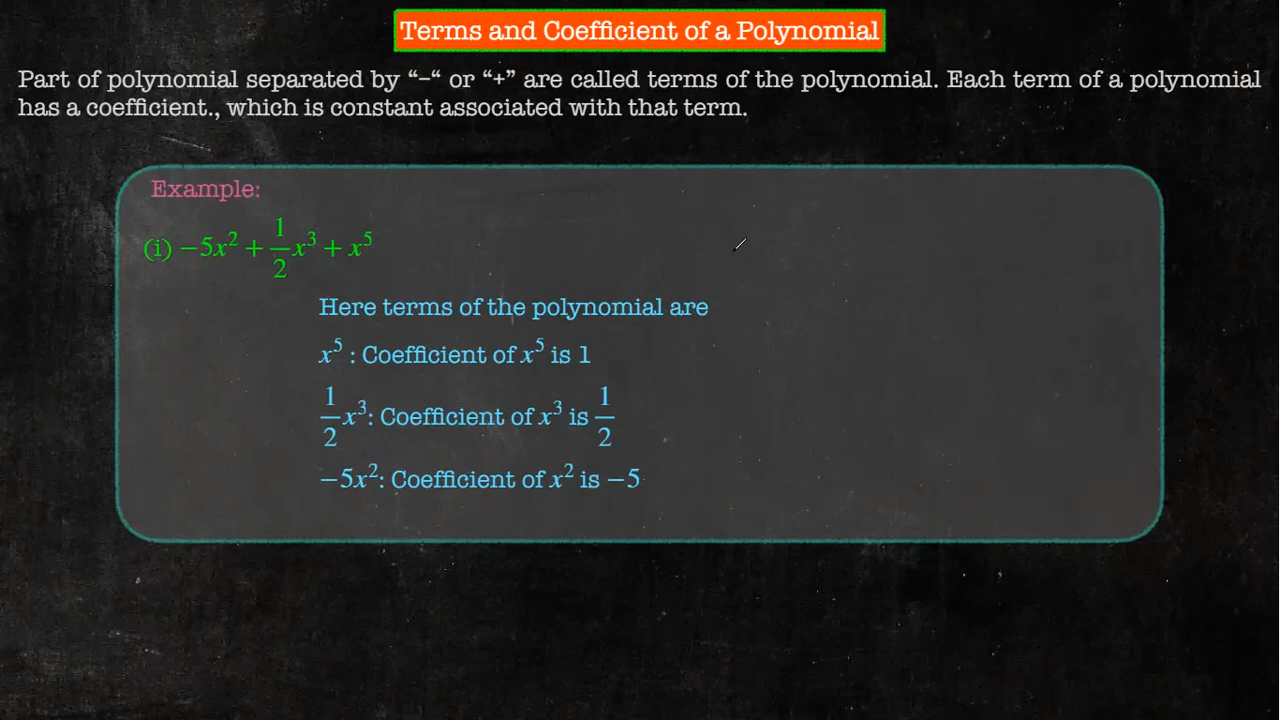 Terms and Coefficient of a Polynomial
Part of polynomial separated by “–“ or “+” are called terms of the polynomial. Each term of a polynomial
has a coefficient., which is constant associated with that term.
Example:
(i) −5x² + 1/2 x³ + x⁵
Here terms of the polynomial are
x⁵ : Coefficient of x⁵ is 1
1/2 x³: Coefficient of x³ is 1/2
−5x²: Coefficient of x² is −5